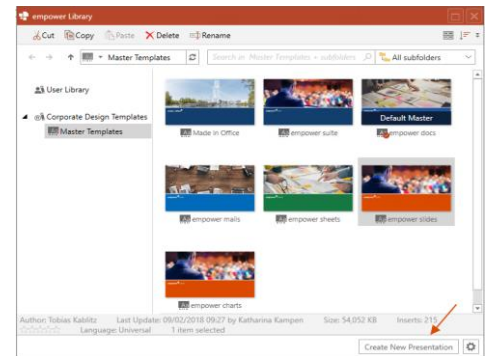 empower Library
Cut Copy Paste Delete Rename
Master Templates Search in Master Templates + subfolders All subfolders
User Library
Corporate Design Templates
Master Templates
Made in Office
empower suite
Default Master
empower docs
empower mails
empower sheets
empower slides
empower charts
Author: Tobias Kablitz Last Update: 09/02/2018 09:27 by Katharina Kampen Size: 54,052 KB Inserts: 215
Language: Universal 1 item selected
Create New Presentation